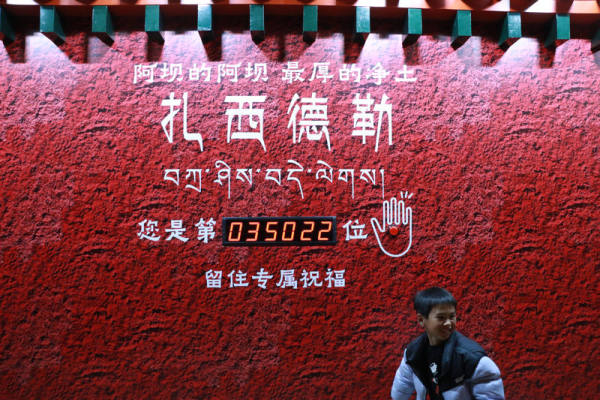 阿坝的阿坝 最厚的净土
扎西德勒
བཀྲ་ཤིས་བདེ་ལེགས།
您是第 035022 位
留住专属祝福